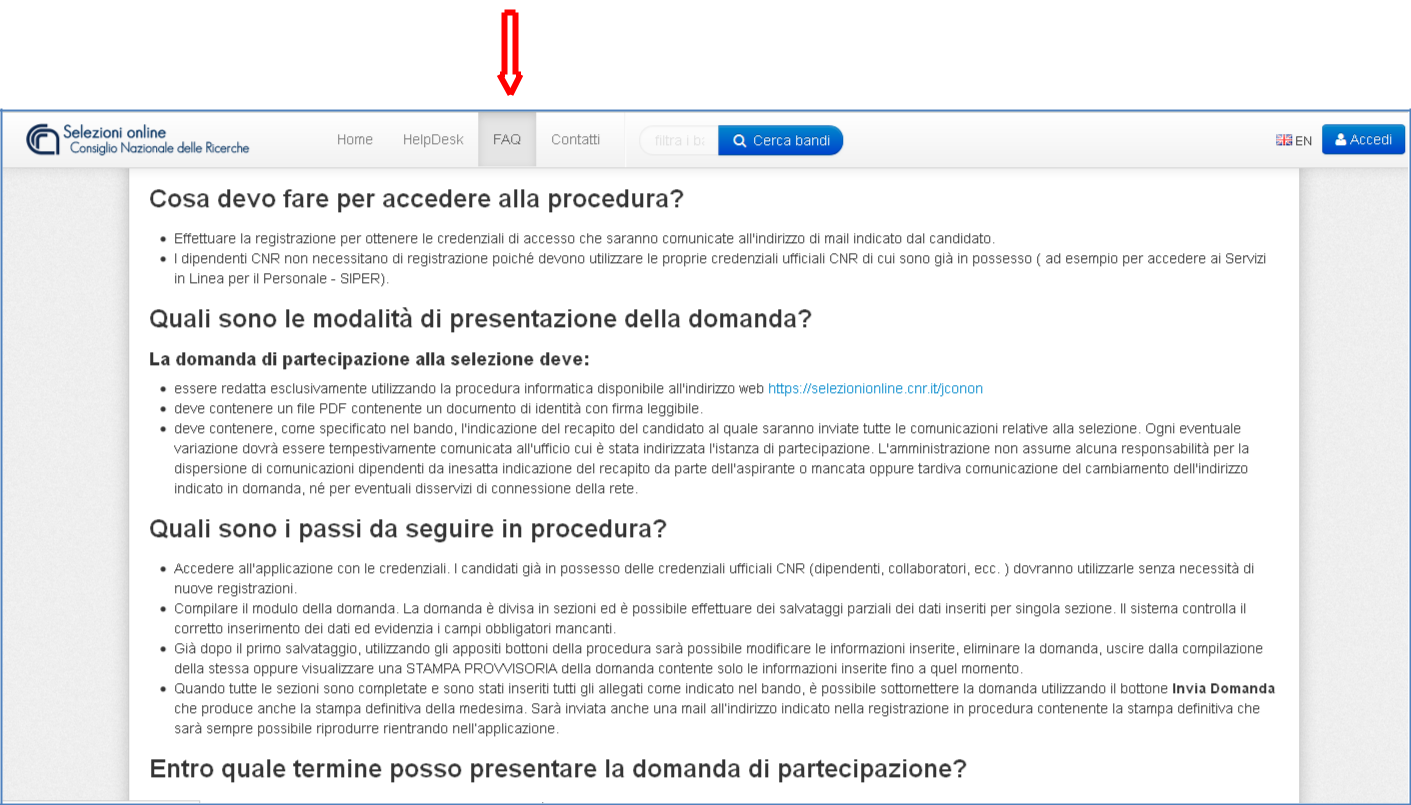 Selezioni online
Consiglio Nazionale delle Ricerche
Home HelpDesk FAQ Contatti filtra i b Cerca bandi EN Accedi
Cosa devo fare per accedere alla procedura?
• Effettuare la registrazione per ottenere le credenziali di accesso che saranno comunicate all'indirizzo di mail indicato dal candidato.
• I dipendenti CNR non necessitano di registrazione poiché devono utilizzare le proprie credenziali ufficiali CNR di cui sono già in possesso ( ad esempio per accedere ai Servizi
in Linea per il Personale - SIPER).
Quali sono le modalità di presentazione della domanda?
La domanda di partecipazione alla selezione deve:
• essere redatta esclusivamente utilizzando la procedura informatica disponibile all'indirizzo web https://selezionionline.cnr.it/jconon
• deve contenere un file PDF contenente un documento di identità con firma leggibile.
• deve contenere, come specificato nel bando, l'indicazione del recapito del candidato al quale saranno inviate tutte le comunicazioni relative alla selezione. Ogni eventuale
variazione dovrà essere tempestivamente comunicata all'ufficio cui è stata indirizzata l'istanza di partecipazione. L'amministrazione non assume alcuna responsabilità per la
dispersione di comunicazioni dipendenti da inesatta indicazione del recapito da parte dell'aspirante o mancata oppure tardiva comunicazione del cambiamento dell'indirizzo
indicato in domanda, né per eventuali disservizi di connessione della rete.
Quali sono i passi da seguire in procedura?
• Accedere all'applicazione con le credenziali. I candidati già in possesso delle credenziali ufficiali CNR (dipendenti, collaboratori, ecc. ) dovranno utilizzarle senza necessità di
nuove registrazioni.
• Compilare il modulo della domanda. La domanda è divisa in sezioni ed è possibile effettuare dei salvataggi parziali dei dati inseriti per singola sezione. Il sistema controlla il
corretto inserimento dei dati ed evidenzia i campi obbligatori mancanti.
• Già dopo il primo salvataggio, utilizzando gli appositi bottoni della procedura sarà possibile modificare le informazioni inserite, eliminare la domanda, uscire dalla compilazione
della stessa oppure visualizzare una STAMPA PROVVISORIA della domanda contente solo le informazioni inserite fino a quel momento.
• Quando tutte le sezioni sono completate e sono stati inseriti tutti gli allegati come indicato nel bando, è possibile sottomettere la domanda utilizzando il bottone Invia Domanda
che produce anche la stampa definitiva della medesima. Sarà inviata anche una mail all'indirizzo indicato nella registrazione in procedura contenente la stampa definitiva che
sarà sempre possibile riprodurre rientrando nell'applicazione.
Entro quale termine posso presentare la domanda di partecipazione?